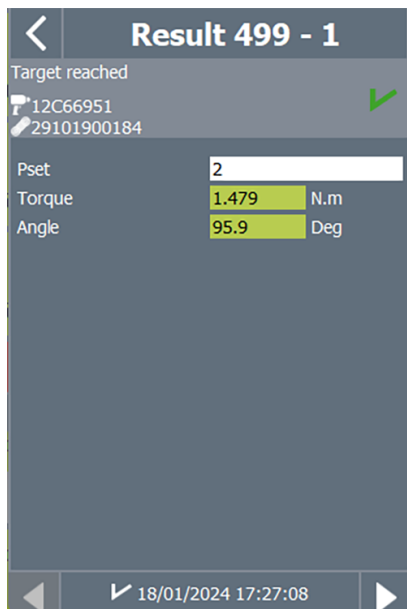 Result 499 - 1
Target reached
12C66951
29101900184
Pset 2
Torque 1.479 N.m
Angle 95.9 Deg
18/01/2024 17:27:08